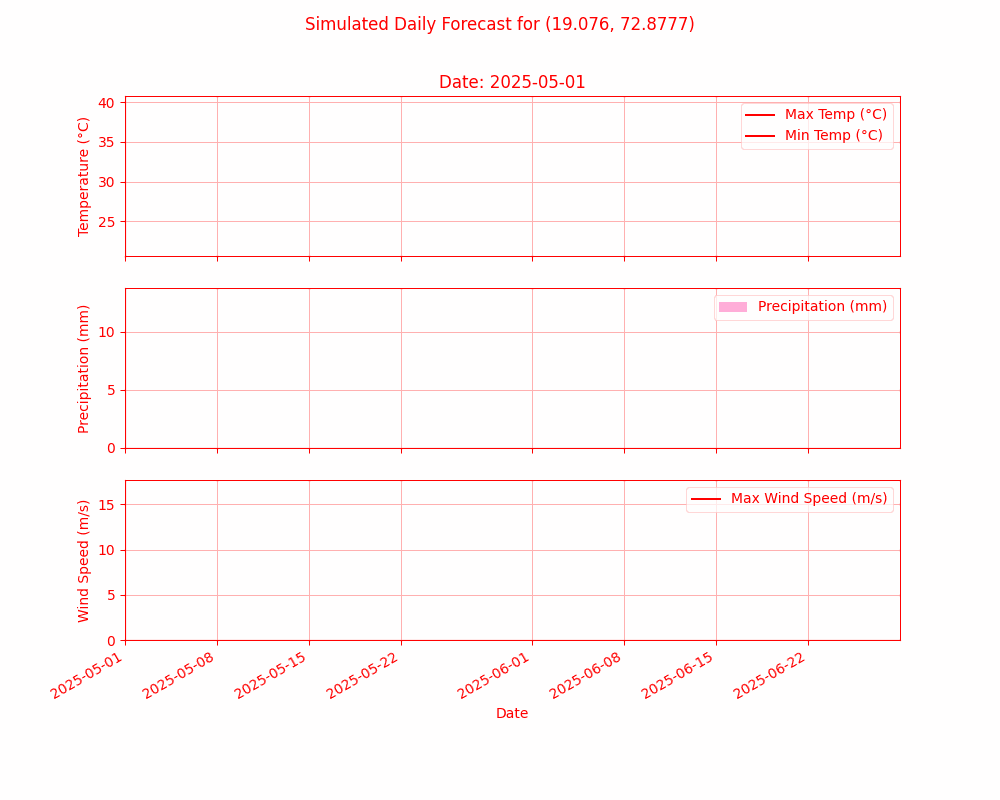 Simulated Daily Forecast for (19.076, 72.8777)
Date: 2025-05-01
Temperature (°C)
40
35
30
25
Max Temp (°C)
Min Temp (°C)
Precipitation (mm)
10
5
0
Precipitation (mm)
Wind Speed (m/s)
15
10
5
0
Max Wind Speed (m/s)
2025-05-01
2025-05-08
2025-05-15
2025-05-22
2025-06-01
2025-06-08
2025-06-15
2025-06-22
Date